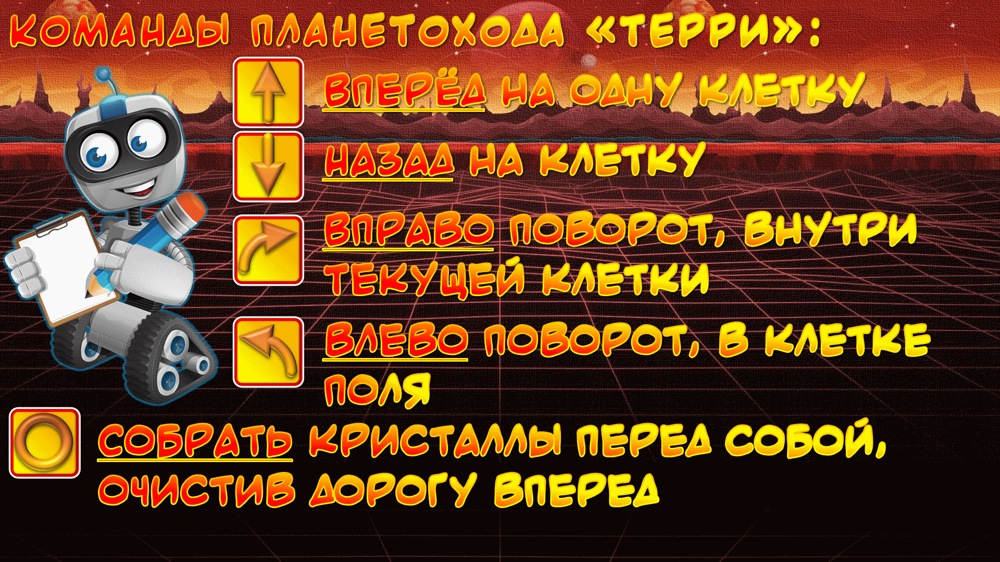 КОМАНДЫ ПЛАНЕТОХОДА «ТЕРРИ»:
ВПЕРЁД НА ОДНУ КЛЕТКУ
НАЗАД НА КЛЕТКУ
ВПРАВО ПОВОРОТ, ВНУТРИ
ТЕКУЩЕЙ КЛЕТКИ
ВЛЕВО ПОВОРОТ, В КЛЕТКЕ
ПОЛЯ
СОБРАТЬ КРИСТАЛЛЫ ПЕРЕД СОБОЙ,
ОЧИСТИВ ДОРОГУ ВПЕРЕД